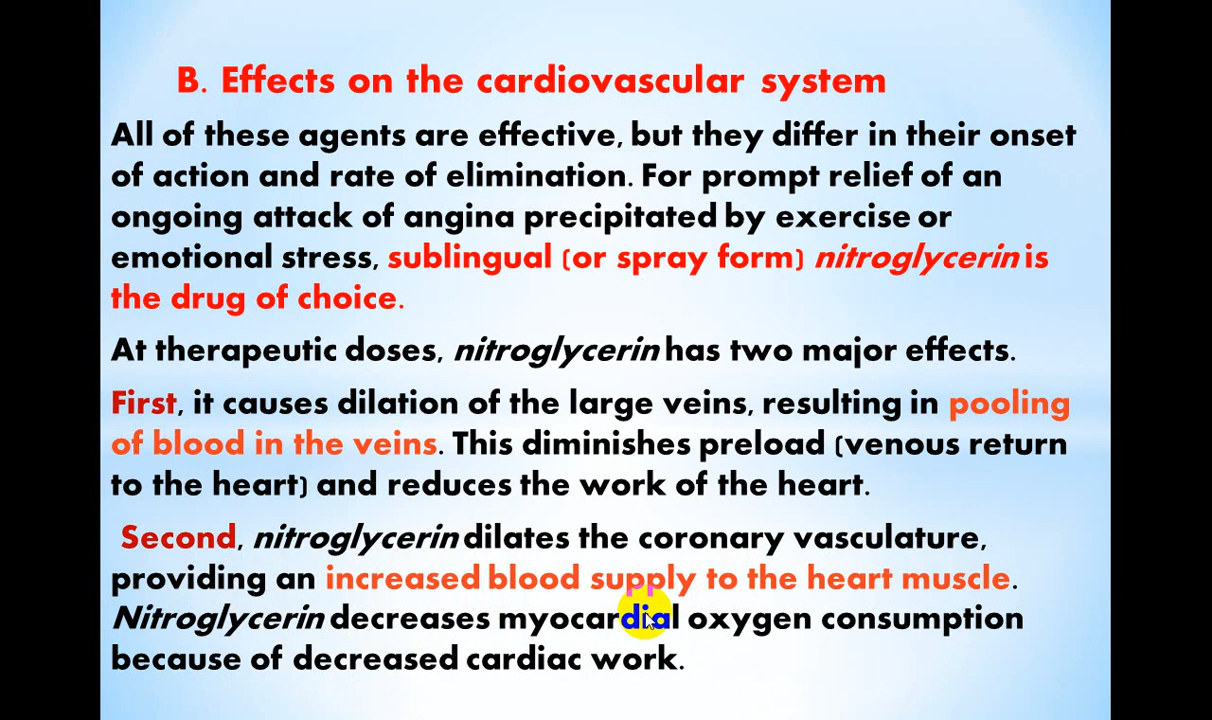 B. Effects on the cardiovascular system
All of these agents are effective, but they differ in their onset
of action and rate of elimination. For prompt relief of an
ongoing attack of angina precipitated by exercise or
emotional stress, sublingual (or spray form) nitroglycerin is
the drug of choice.
At therapeutic doses, nitroglycerin has two major effects.
First, it causes dilation of the large veins, resulting in pooling
of blood in the veins. This diminishes preload (venous return
to the heart) and reduces the work of the heart.
Second, nitroglycerin dilates the coronary vasculature,
providing an increased blood supply to the heart muscle.
Nitroglycerin decreases myocardial oxygen consumption
because of decreased cardiac work.